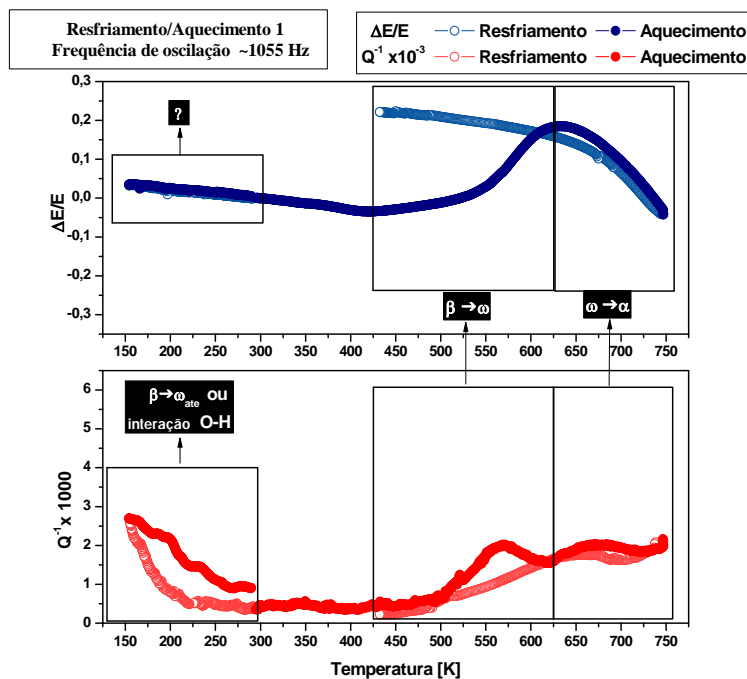 Resfriamento/Aquecimento 1
Frequência de oscilação ~1055 Hz
ΔE/E Resfriamento Aquecimento
Q⁻¹ x10⁻³ Resfriamento Aquecimento
0,3
0,2
0,1
0,0
-0,1
-0,2
-0,3
ΔE/E
?
150 200 250 300 350 400 450 500 550 600 650 700 750
β→ω
ω→α
6
5
4
3
2
1
0
Q⁻¹x 1000
β→ω_ate ou
interação O-H
150 200 250 300 350 400 450 500 550 600 650 700 750
Temperatura [K]